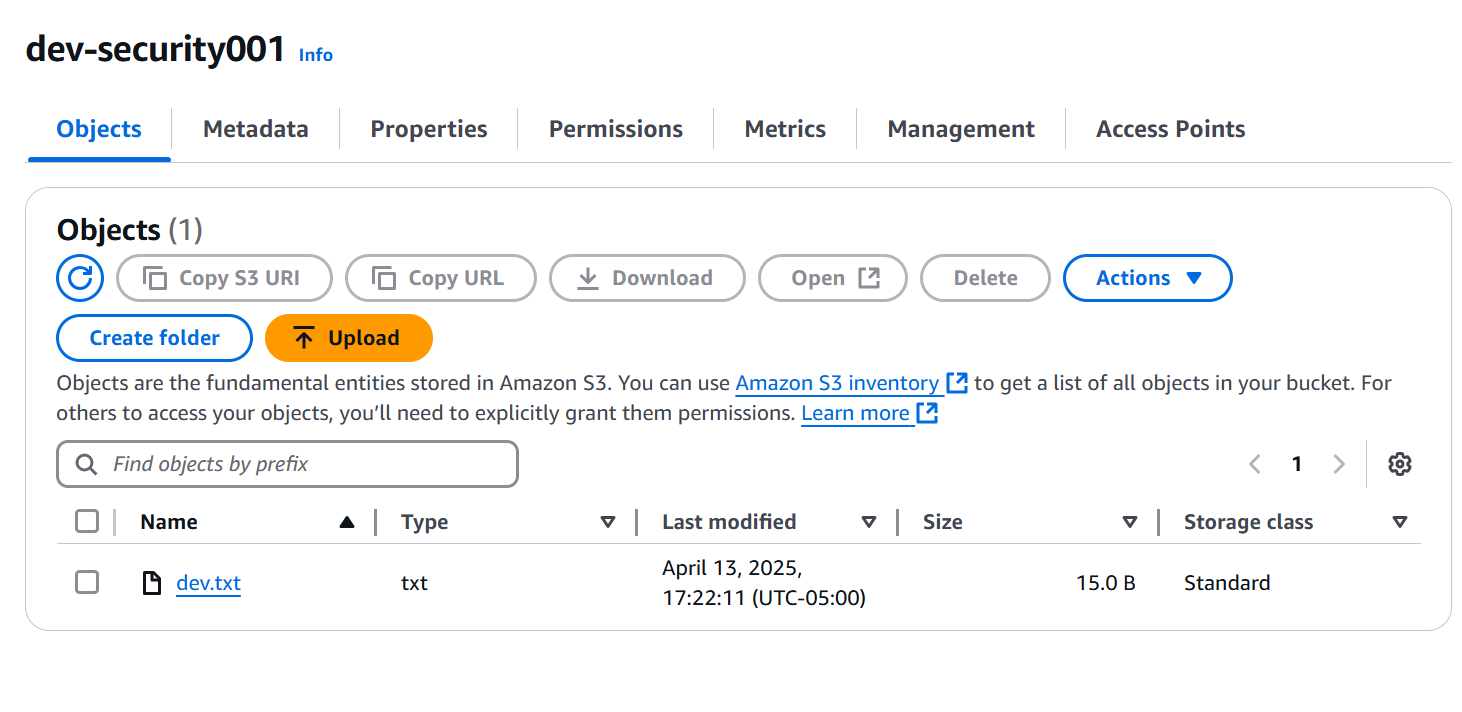 dev-security001 Info
Objects Metadata Properties Permissions Metrics Management Access Points
Objects (1)
Copy S3 URI Copy URL Download Open Delete Actions
Create folder Upload
Objects are the fundamental entities stored in Amazon S3. You can use Amazon S3 inventory to get a list of all objects in your bucket. For
others to access your objects, you’ll need to explicitly grant them permissions. Learn more
Find objects by prefix 1
Name Type Last modified Size Storage class
dev.txt txt April 13, 2025, 15.0 B Standard
17:22:11 (UTC-05:00)